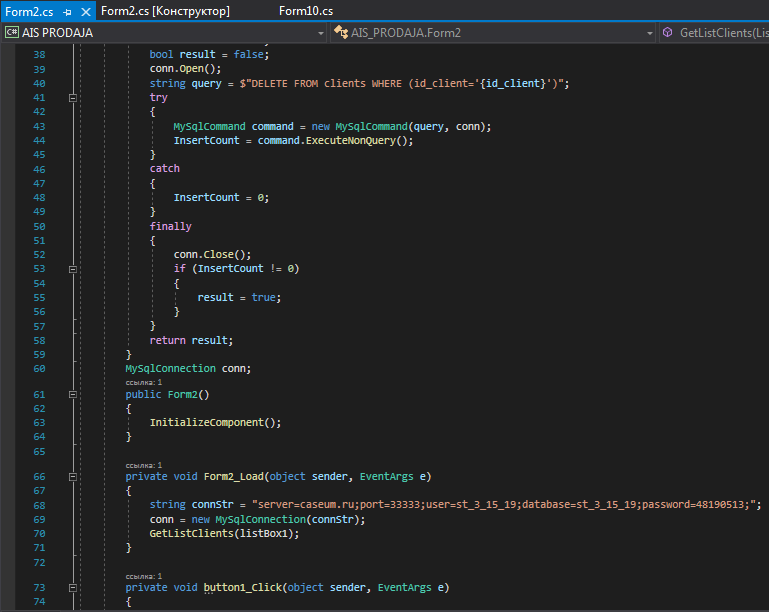 Form2.cs Form2.cs [Конструктор] Form10.cs
C# AIS PRODAJA AIS_PRODAJA.Form2 GetListClients(Lis
38 bool result = false;
39 conn.Open();
40 string query = $"DELETE FROM clients WHERE (id_client='{id_client}')";
41 try
42 {
43 MySqlCommand command = new MySqlCommand(query, conn);
44 InsertCount = command.ExecuteNonQuery();
45 }
46 catch
47 {
48 InsertCount = 0;
49 }
50 finally
51 {
52 conn.Close();
53 if (InsertCount != 0)
54 {
55 result = true;
56 }
57 }
58 return result;
59 }
60 MySqlConnection conn;
ссылка: 1
61 public Form2()
62 {
63 InitializeComponent();
64 }
65
ссылка: 1
66 private void Form2_Load(object sender, EventArgs e)
67 {
68 string connStr = "server=caseum.ru;port=33333;user=st_3_15_19;database=st_3_15_19;password=48190513;";
69 conn = new MySqlConnection(connStr);
70 GetListClients(listBox1);
71 }
72
ссылка: 1
73 private void button1_Click(object sender, EventArgs e)
74 {